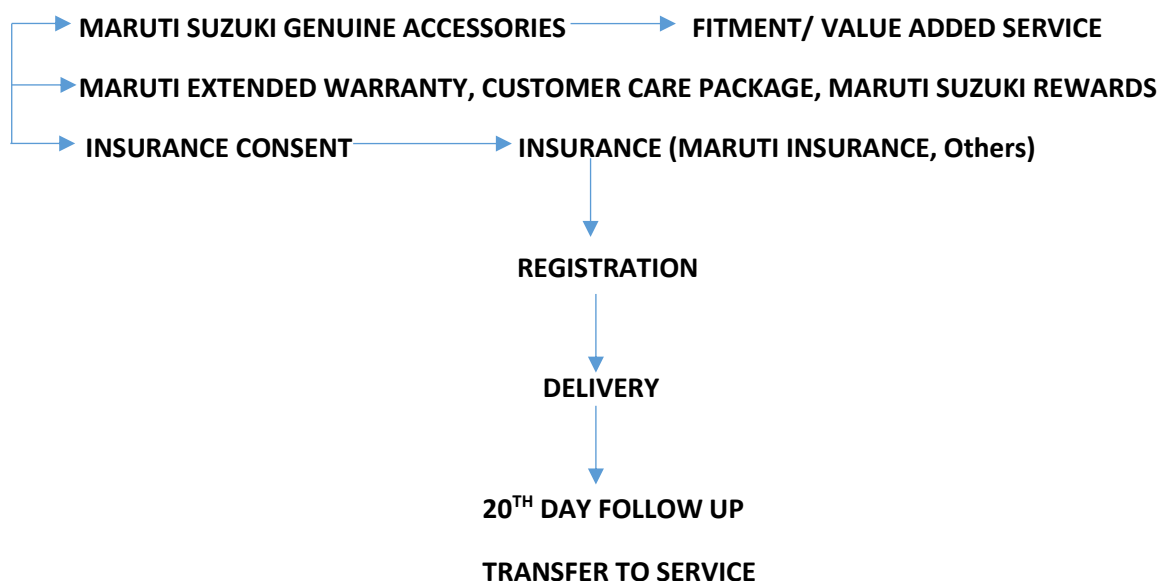 MARUTI SUZUKI GENUINE ACCESSORIES FITMENT/ VALUE ADDED SERVICE
MARUTI EXTENDED WARRANTY, CUSTOMER CARE PACKAGE, MARUTI SUZUKI REWARDS
INSURANCE CONSENT INSURANCE (MARUTI INSURANCE, Others)
REGISTRATION
DELIVERY
20TH DAY FOLLOW UP
TRANSFER TO SERVICE